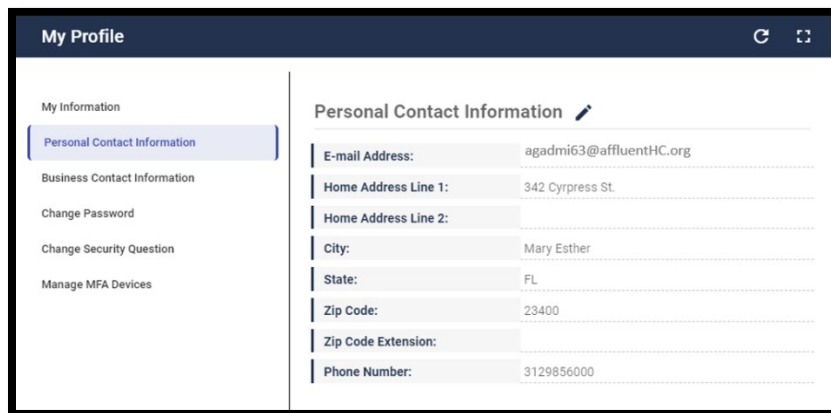 My Profile
My Information
Personal Contact Information
Business Contact Information
Change Password
Change Security Question
Manage MFA Devices
Personal Contact Information
E-mail Address: agadmi63@affluentHC.org
Home Address Line 1: 342 Cyrpress St.
Home Address Line 2:
City: Mary Esther
State: FL
Zip Code: 23400
Zip Code Extension:
Phone Number: 3129856000